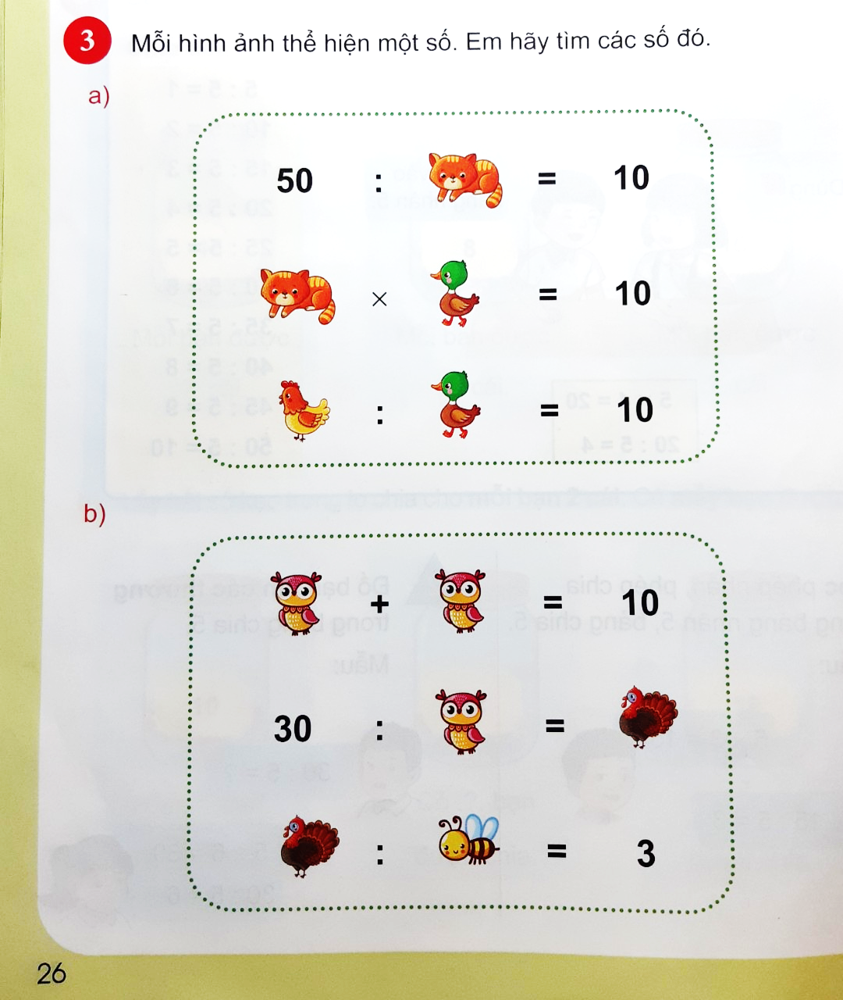 3 Mỗi hình ảnh thể hiện một số. Em hãy tìm các số đó.
a)
50 : = 10
× = 10
: = 10
b)
+ = 10
30 : =
: = 3
26